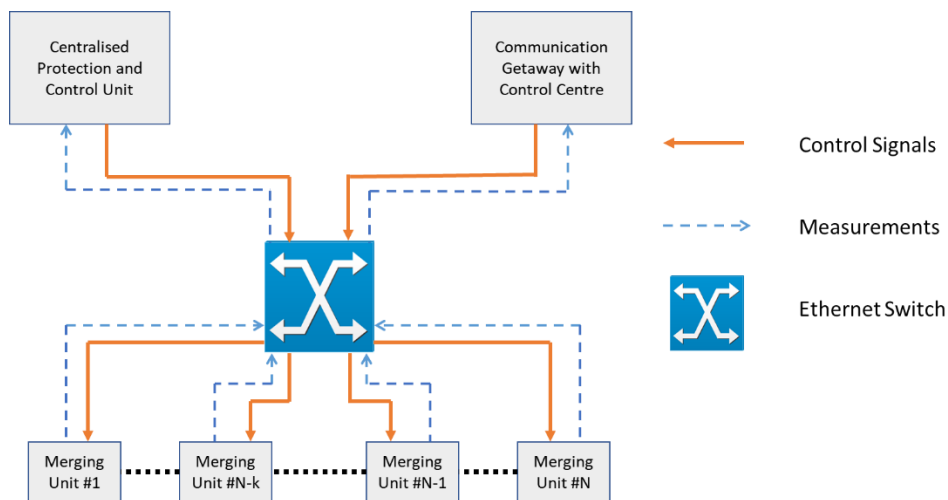 Centralised
Protection and
Control Unit
Communication
Getaway with
Control Centre
Control Signals
Measurements
Ethernet Switch
Merging
Unit #1
Merging
Unit #N-k
Merging
Unit #N-1
Merging
Unit #N